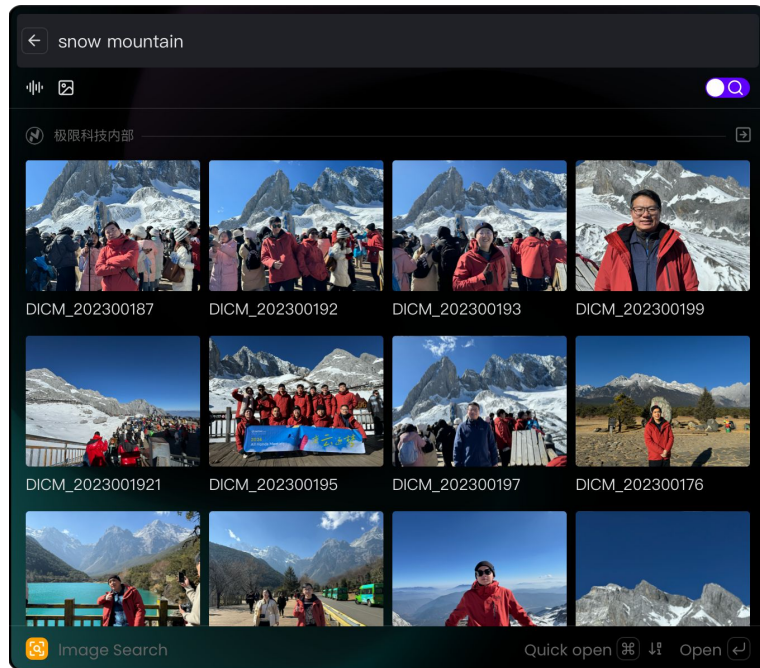 snow mountain
极限科技内部
DICM_202300187
DICM_202300192
DICM_202300193
DICM_202300199
DICM_2023001921
DICM_202300195
DICM_202300197
DICM_202300176
Image Search
Quick open ⌘
Open